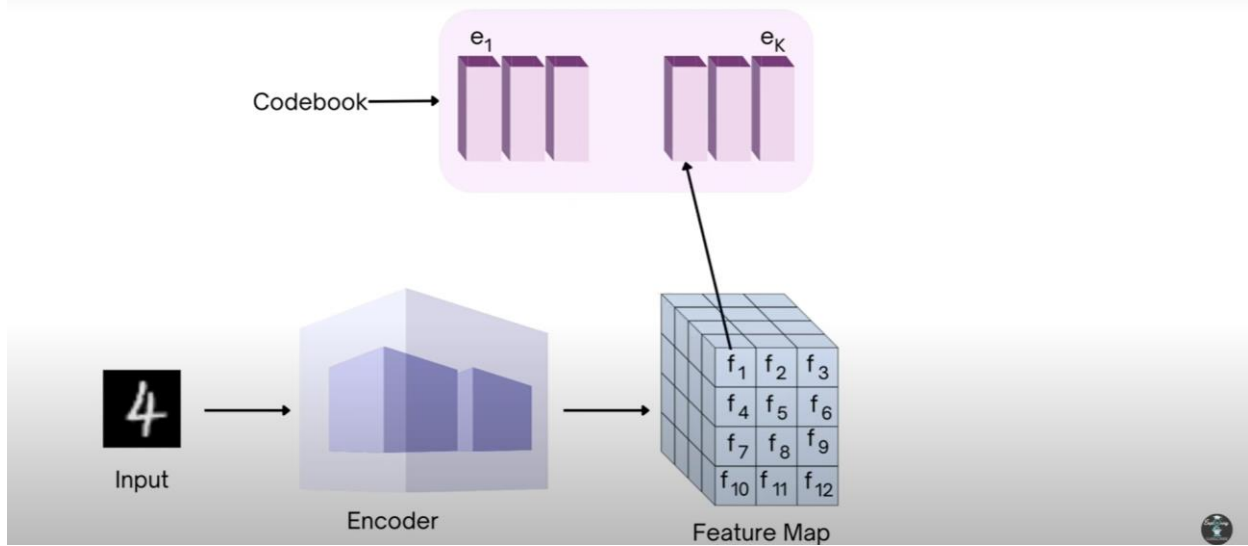 e₁ e_K
Codebook
f₁ f₂ f₃
f₄ f₅ f₆
f₇ f₈ f₉
f₁₀ f₁₁ f₁₂
4
Input
Encoder
Feature Map